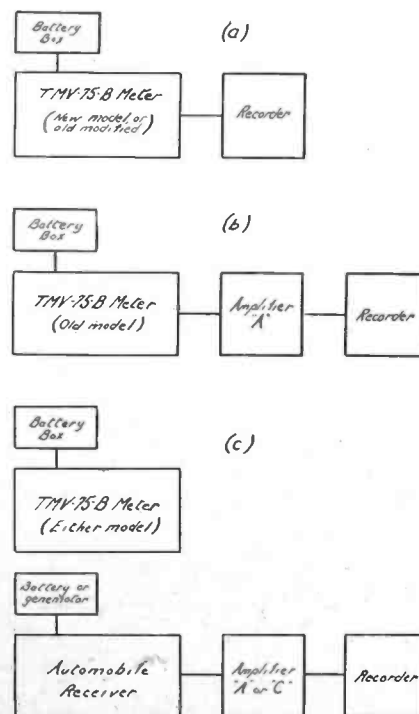 Battery
Box
(a)
TMV-75-B Meter
(New model, or
old modified)
Recorder
Battery
Box
(b)
TMV-75-B Meter
(Old model)
Amplifier
"A"
Recorder
Battery
Box
(c)
TMV-75-B Meter
(Either model)
Battery or
generator
Automobile
Receiver
Amplifier
"A" or "C"
Recorder